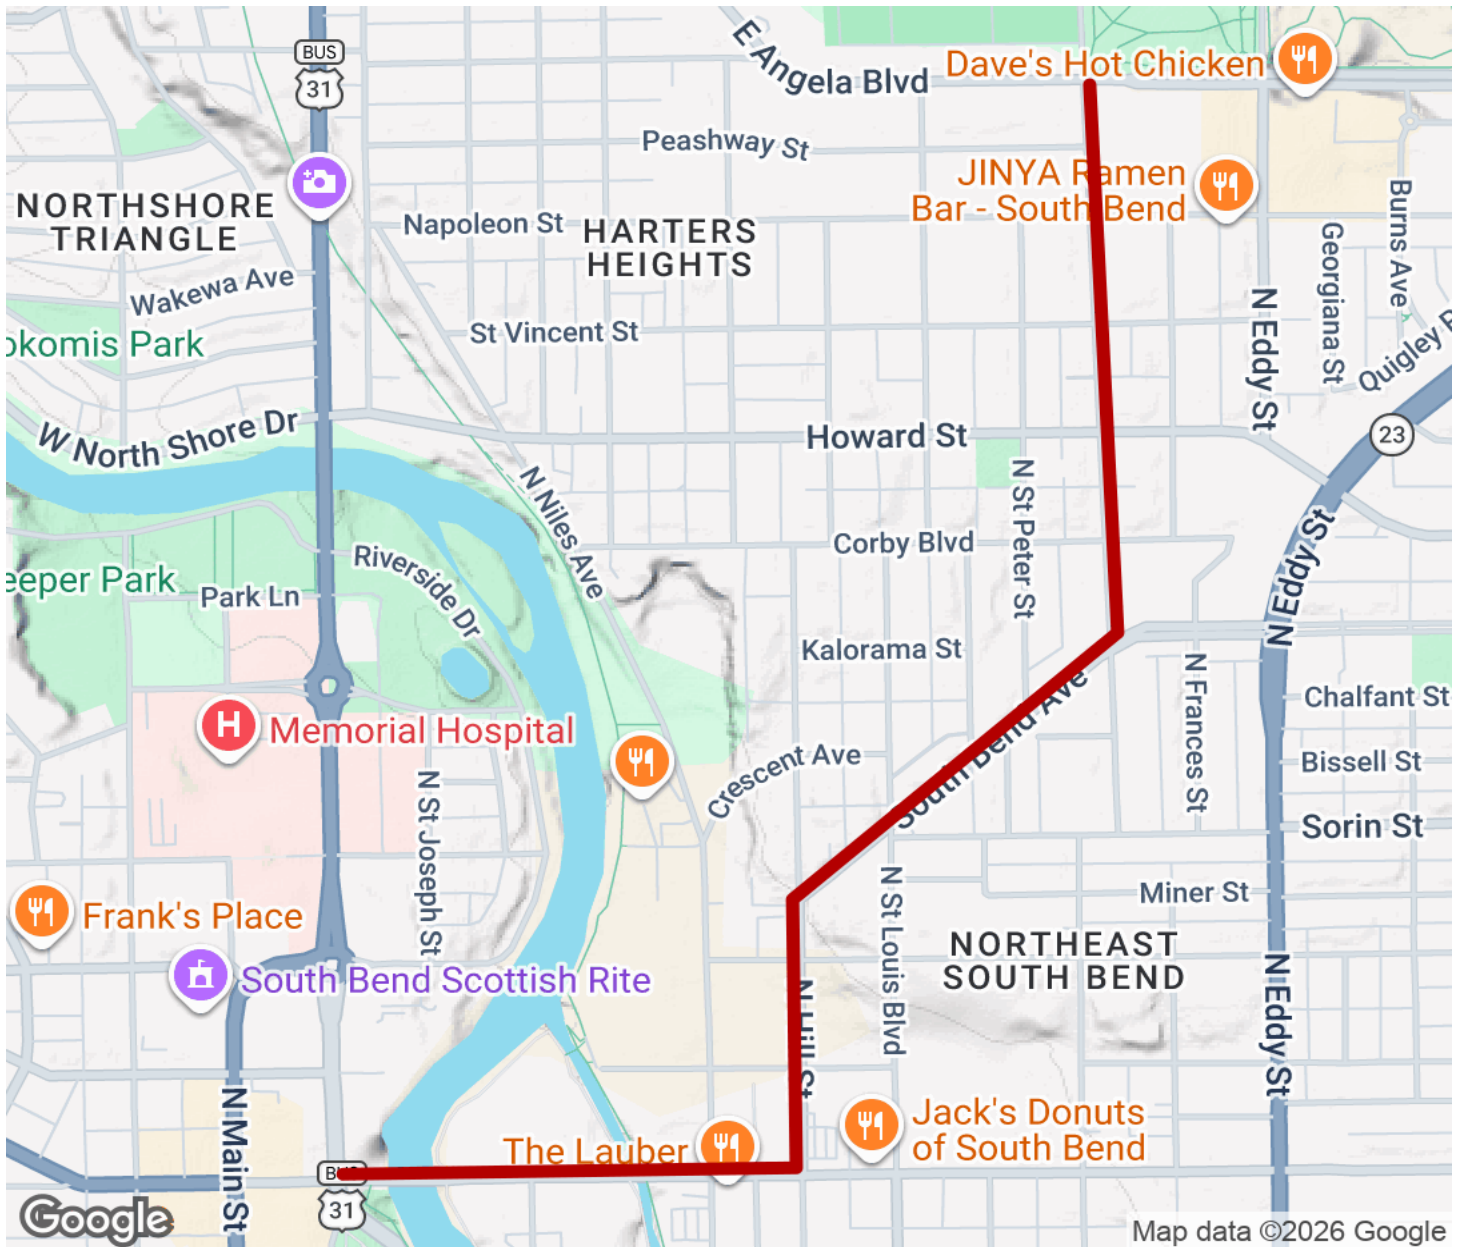 BUS
31
E Angela Blvd
Dave's Hot Chicken
Peashway St
JINYA Ramen
Bar - South Bend
NORTHSHORE
TRIANGLE
Napoleon St
HARTERS
HEIGHTS
Burns Ave
Georgiana St
Wakewa Ave
St Vincent St
N Eddy St
okomis Park
Quigley
W North Shore Dr
Howard St
23
N Niles Ave
N St Peter St
Corby Blvd
N Eddy St
eeper Park
Riverside Dr
Park Ln
Kalorama St
N Frances St
Chalfant St
H
Memorial Hospital
South Bend Ave
Crescent Ave
Bissell St
N St Joseph St
Sorin St
Frank's Place
N St Louis Blvd
Miner St
NORTHEAST
SOUTH BEND
South Bend Scottish Rite
N Hill St
N Eddy St
N Main St
The Lauber
Jack's Donuts
of South Bend
BUS
31
Google
Map data ©2026 Google